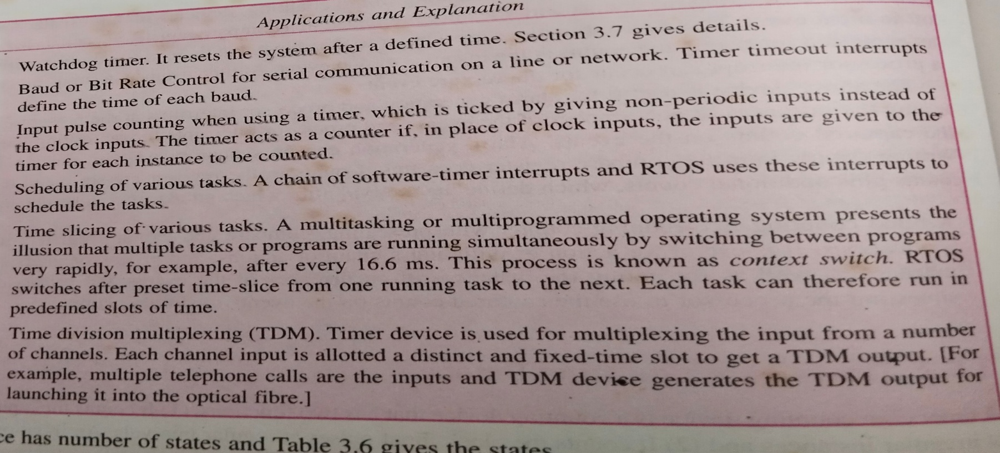 Applications and Explanation
Watchdog timer. It resets the system after a defined time. Section 3.7 gives details.
Baud or Bit Rate Control for serial communication on a line or network. Timer timeout interrupts
define the time of each baud.
Input pulse counting when using a timer, which is ticked by giving non-periodic inputs instead of
the clock inputs. The timer acts as a counter if, in place of clock inputs, the inputs are given to the
timer for each instance to be counted.
Scheduling of various tasks. A chain of software-timer interrupts and RTOS uses these interrupts to
schedule the tasks.
Time slicing of various tasks. A multitasking or multiprogrammed operating system presents the
illusion that multiple tasks or programs are running simultaneously by switching between programs
very rapidly, for example, after every 16.6 ms. This process is known as context switch. RTOS
switches after preset time-slice from one running task to the next. Each task can therefore run in
predefined slots of time.
Time division multiplexing (TDM). Timer device is used for multiplexing the input from a number
of channels. Each channel input is allotted a distinct and fixed-time slot to get a TDM output. [For
example, multiple telephone calls are the inputs and TDM device generates the TDM output for
launching it into the optical fibre.]
has number of states and Table 3.6 gives the states